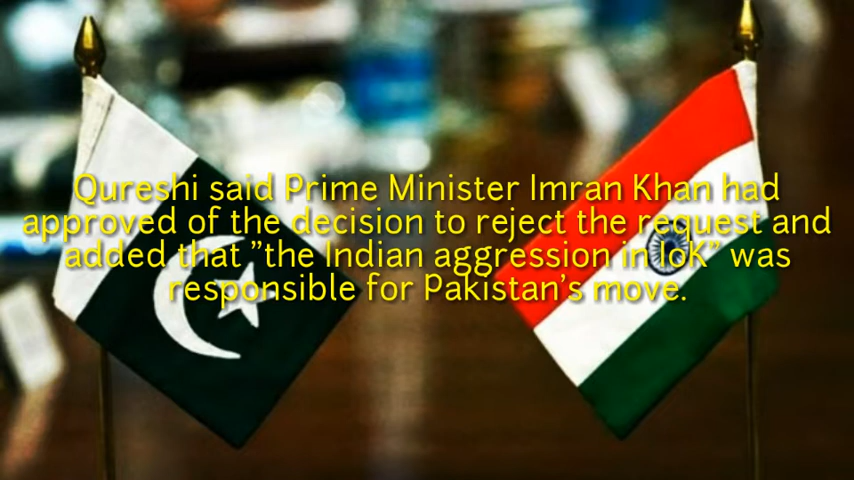 Qureshi said Prime Minister Imran Khan had
approved of the decision to reject the request and
added that ”the Indian aggression in IoK” was
responsible for Pakistan’s move.